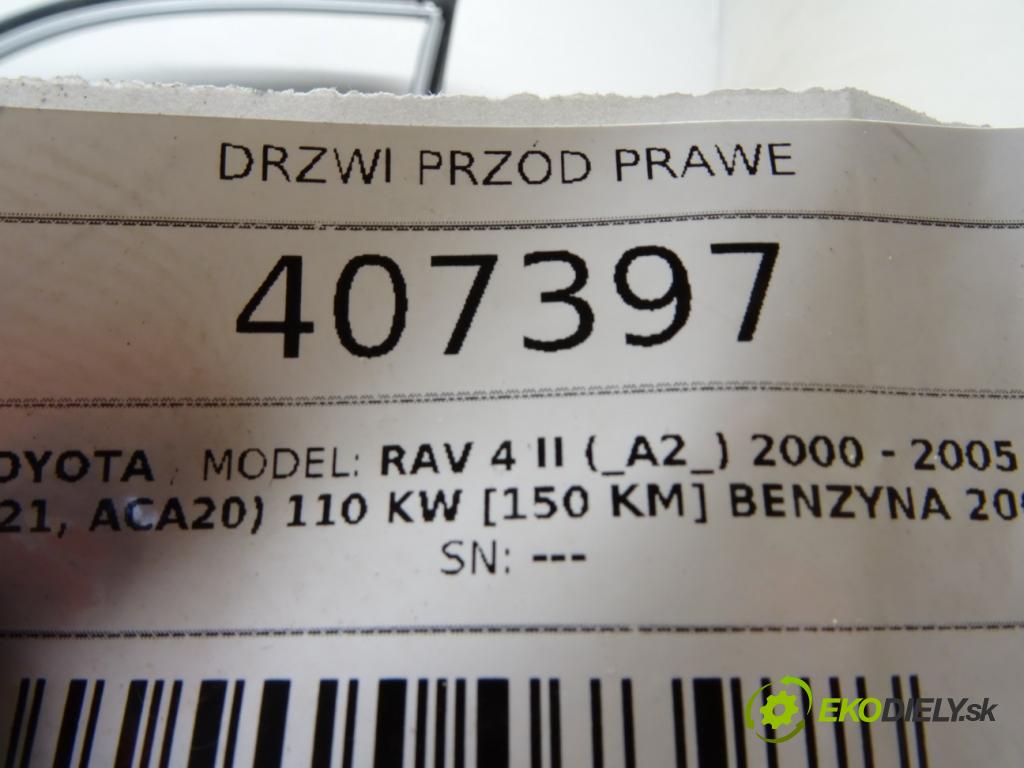 DRZWI PRZÓD PRAWE
407397
OYOTA, MODEL: RAV 4 II (_A2_) 2000 - 2005
21, ACA20) 110 KW [150 KM] BENZYNA 20
SN: ---
EKODIELY.sk